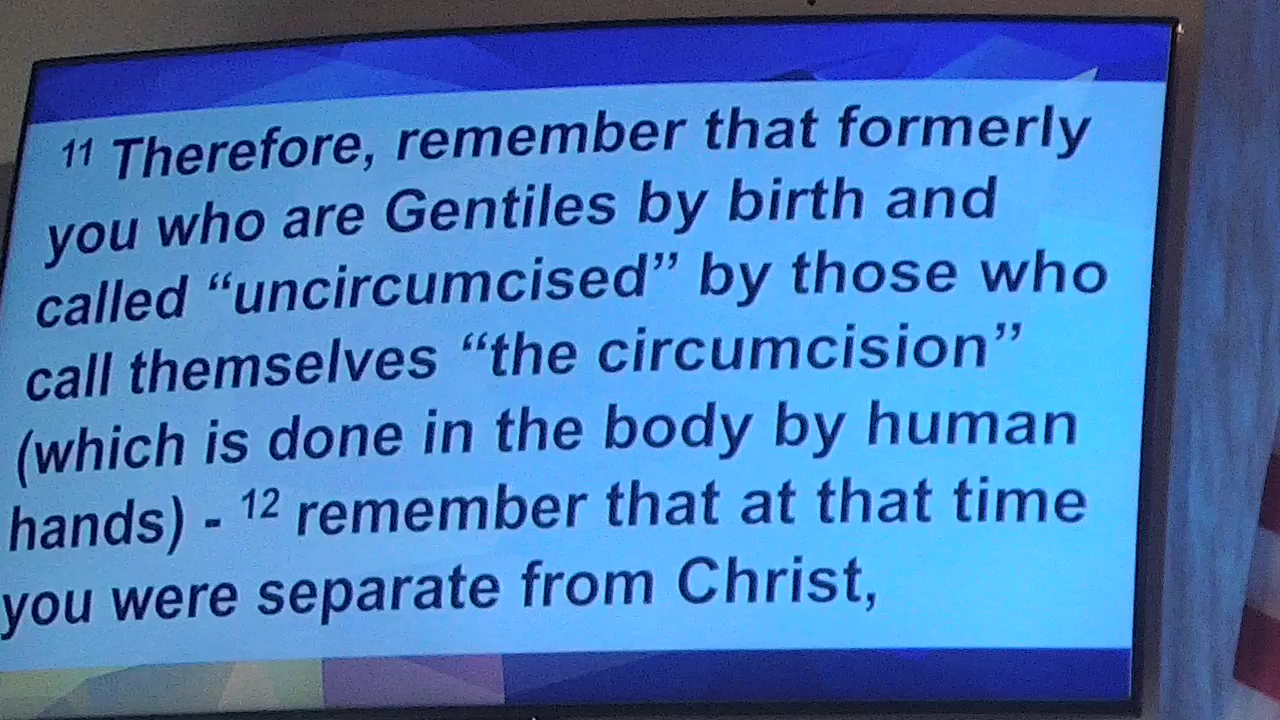 11 Therefore, remember that formerly
you who are Gentiles by birth and
called “uncircumcised” by those who
call themselves “the circumcision”
(which is done in the body by human
hands) - 12 remember that at that time
you were separate from Christ,